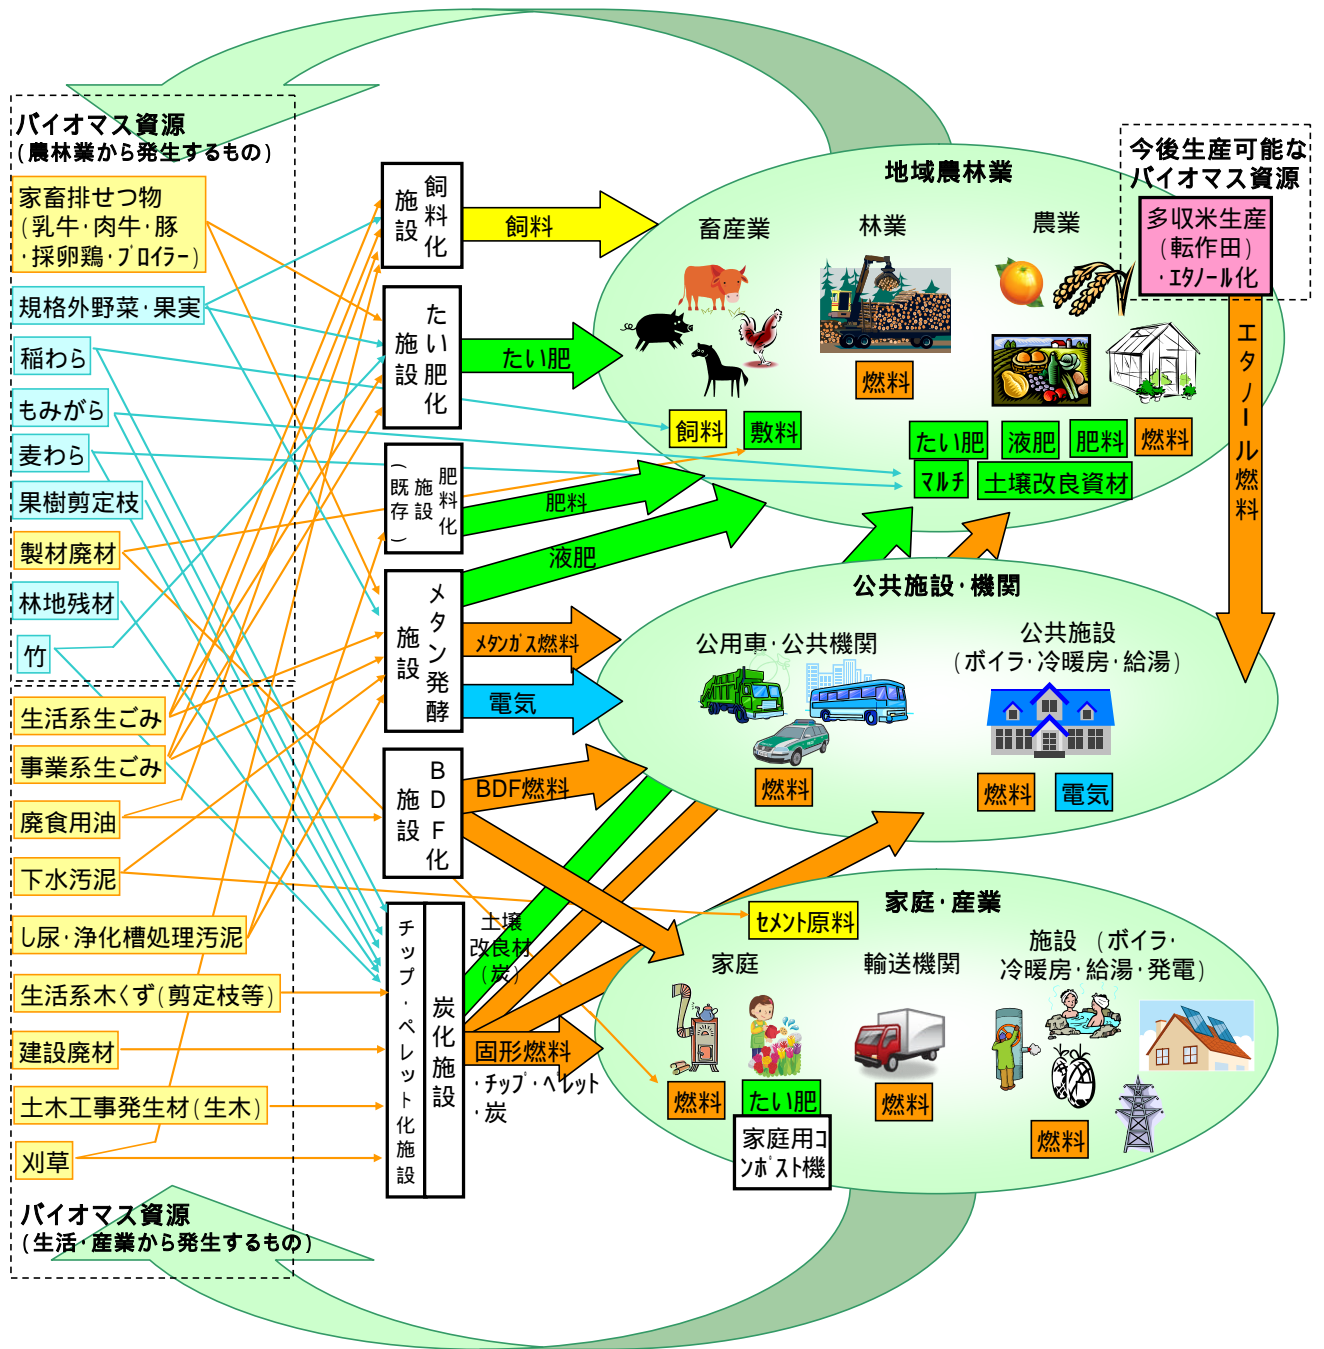 バイオマス資源
(農林業から発生するもの)
家畜排せつ物
(乳牛・肉牛・豚
・採卵鶏・ブロイラー)
規格外野菜・果実
稲わら
もみがら
麦わら
果樹剪定枝
製材廃材
林地残材
竹
生活系生ごみ
事業系生ごみ
廃食用油
下水汚泥
し尿・浄化槽処理汚泥
生活系木くず(剪定枝等)
建設廃材
土木工事発生材(生木)
刈草
バイオマス資源
(生活・産業から発生するもの)
飼料化
施設
たい肥化
施設
肥料化
施設
(既存)
メタン発酵
施設
BDF化
施設
チップ・ペレット化施設
炭化施設
飼料
たい肥
肥料
液肥
メタンガス燃料
電気
BDF燃料
土壌
改良材
(炭)
固形燃料
・チップ・ペレット
・炭
地域農林業
畜産業
林業
農業
燃料
飼料
敷料
たい肥
液肥
肥料
燃料
マルチ
土壌改良資材
今後生産可能な
バイオマス資源
多収米生産
(転作田)
・エタノール化
エタノール燃料
公共施設・機関
公用車・公共機関
公共施設
(ボイラ・冷暖房・給湯)
燃料
燃料
電気
家庭・産業
セメント原料
家庭
輸送機関
施設 (ボイラ・
冷暖房・給湯・発電)
燃料
たい肥
家庭用コ
ンポスト機
燃料
燃料